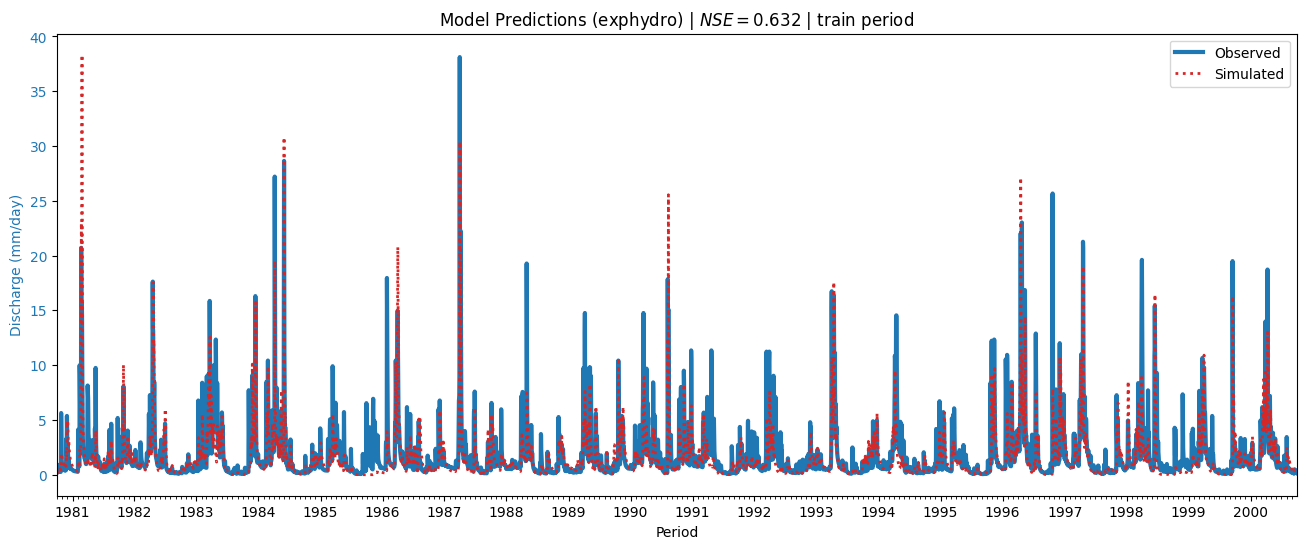 Model Predictions (exphydro) | NSE = 0.632 | train period
Observed
Simulated
Discharge (mm/day)
40
35
30
25
20
15
10
5
0
1981 1982 1983 1984 1985 1986 1987 1988 1989 1990 1991 1992 1993 1994 1995 1996 1997 1998 1999 2000
Period